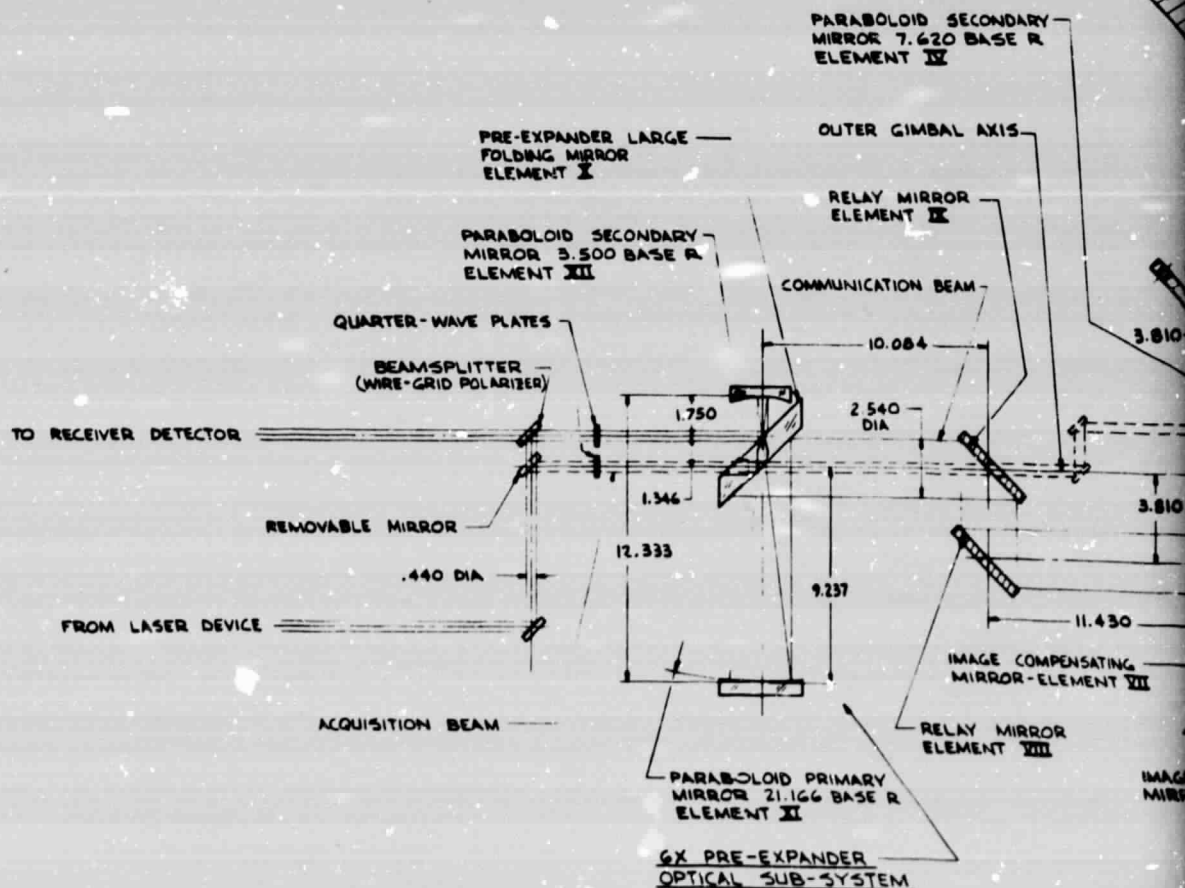 PARABOLOID SECONDARY
MIRROR 7.620 BASE R
ELEMENT IV
PRE-EXPANDER LARGE
FOLDING MIRROR
ELEMENT X
OUTER GIMBAL AXIS
RELAY MIRROR
ELEMENT IX
PARABOLOID SECONDARY
MIRROR 3.500 BASE R
ELEMENT XII
COMMUNICATION BEAM
QUARTER-WAVE PLATES
10.084
3.810
BEAMSPLITTER
(WIRE-GRID POLARIZER)
1.750
2.540
DIA
TO RECEIVER DETECTOR
1.346
3.810
REMOVABLE MIRROR
12.333
.440 DIA
9.237
FROM LASER DEVICE
11.430
IMAGE COMPENSATING
MIRROR-ELEMENT VII
ACQUISITION BEAM
RELAY MIRROR
ELEMENT VIII
PARABOLOID PRIMARY
MIRROR 21.166 BASE R
ELEMENT XI
6X PRE-EXPANDER
OPTICAL SUB-SYSTEM